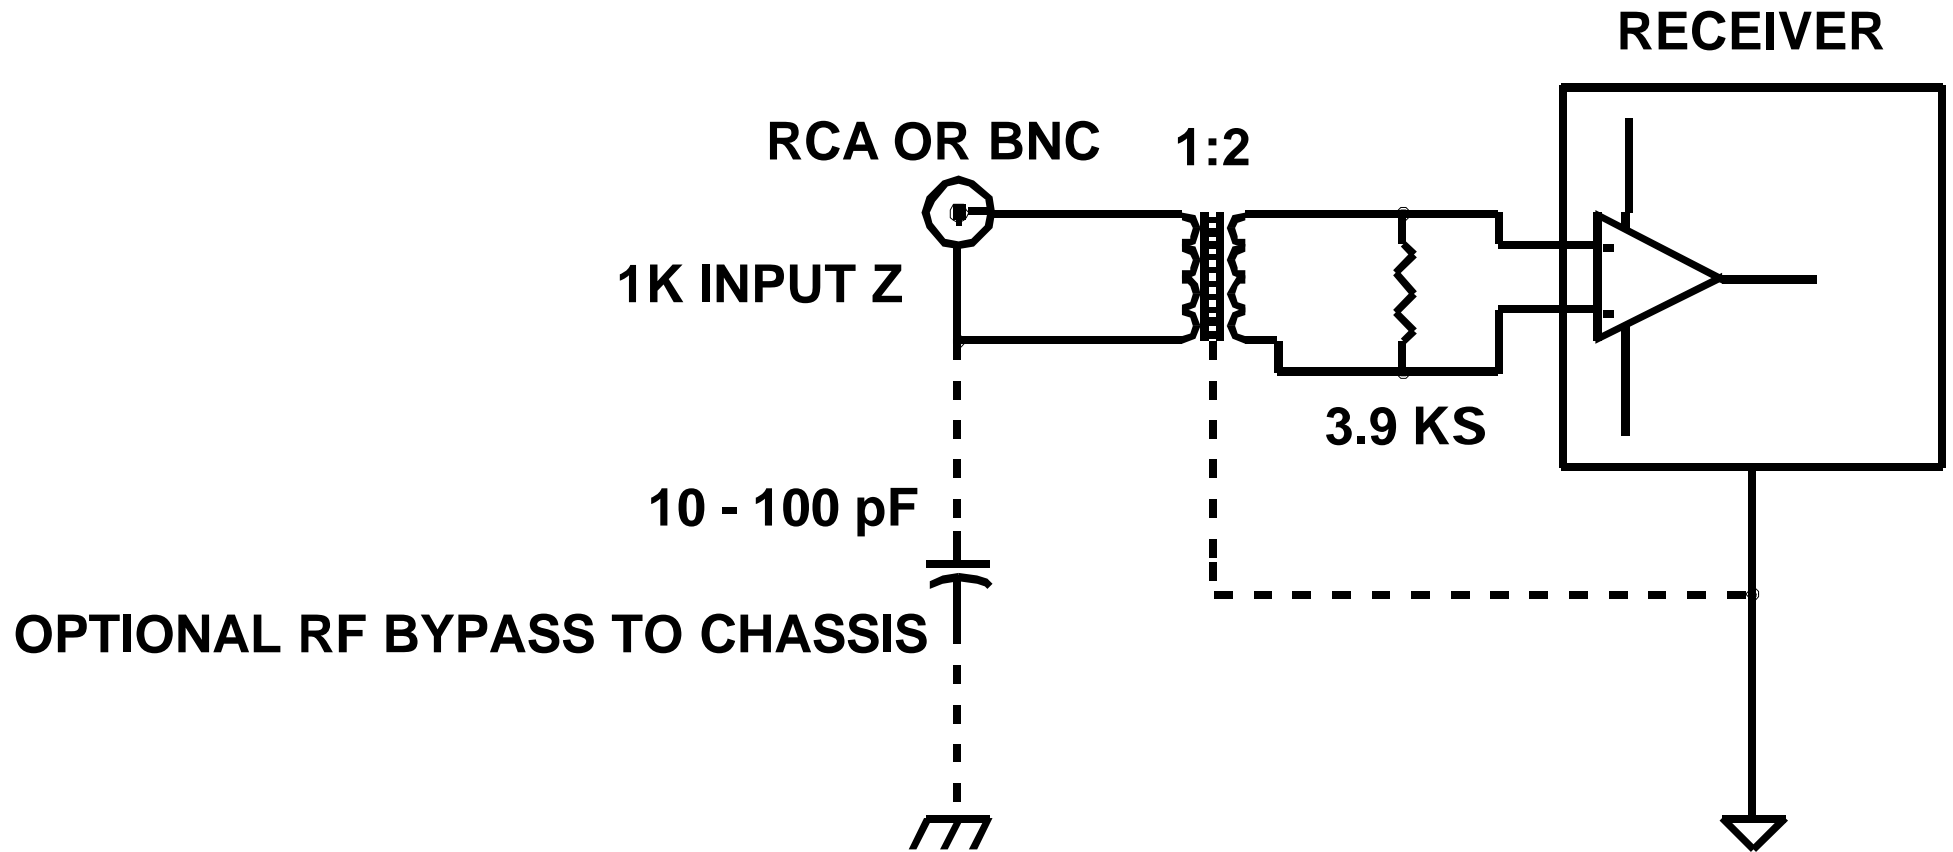 RECEIVER
RCA OR BNC
1:2
1K INPUT Z
3.9 KS
10 - 100 pF
OPTIONAL RF BYPASS TO CHASSIS